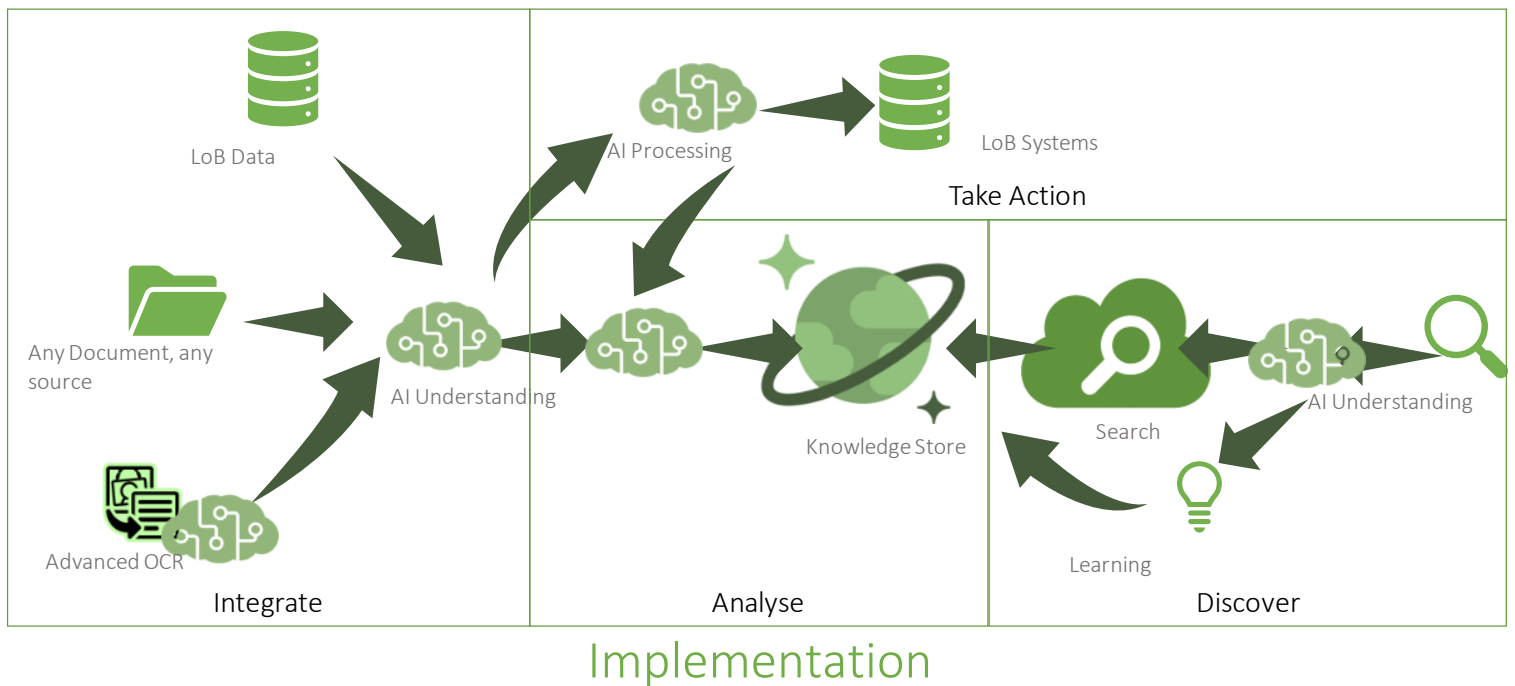 LoB Data
AI Processing
LoB Systems
Take Action
Any Document, any
source
AI Understanding
Advanced OCR
Integrate
Knowledge Store
Analyse
Search
AI Understanding
Learning
Discover
Implementation